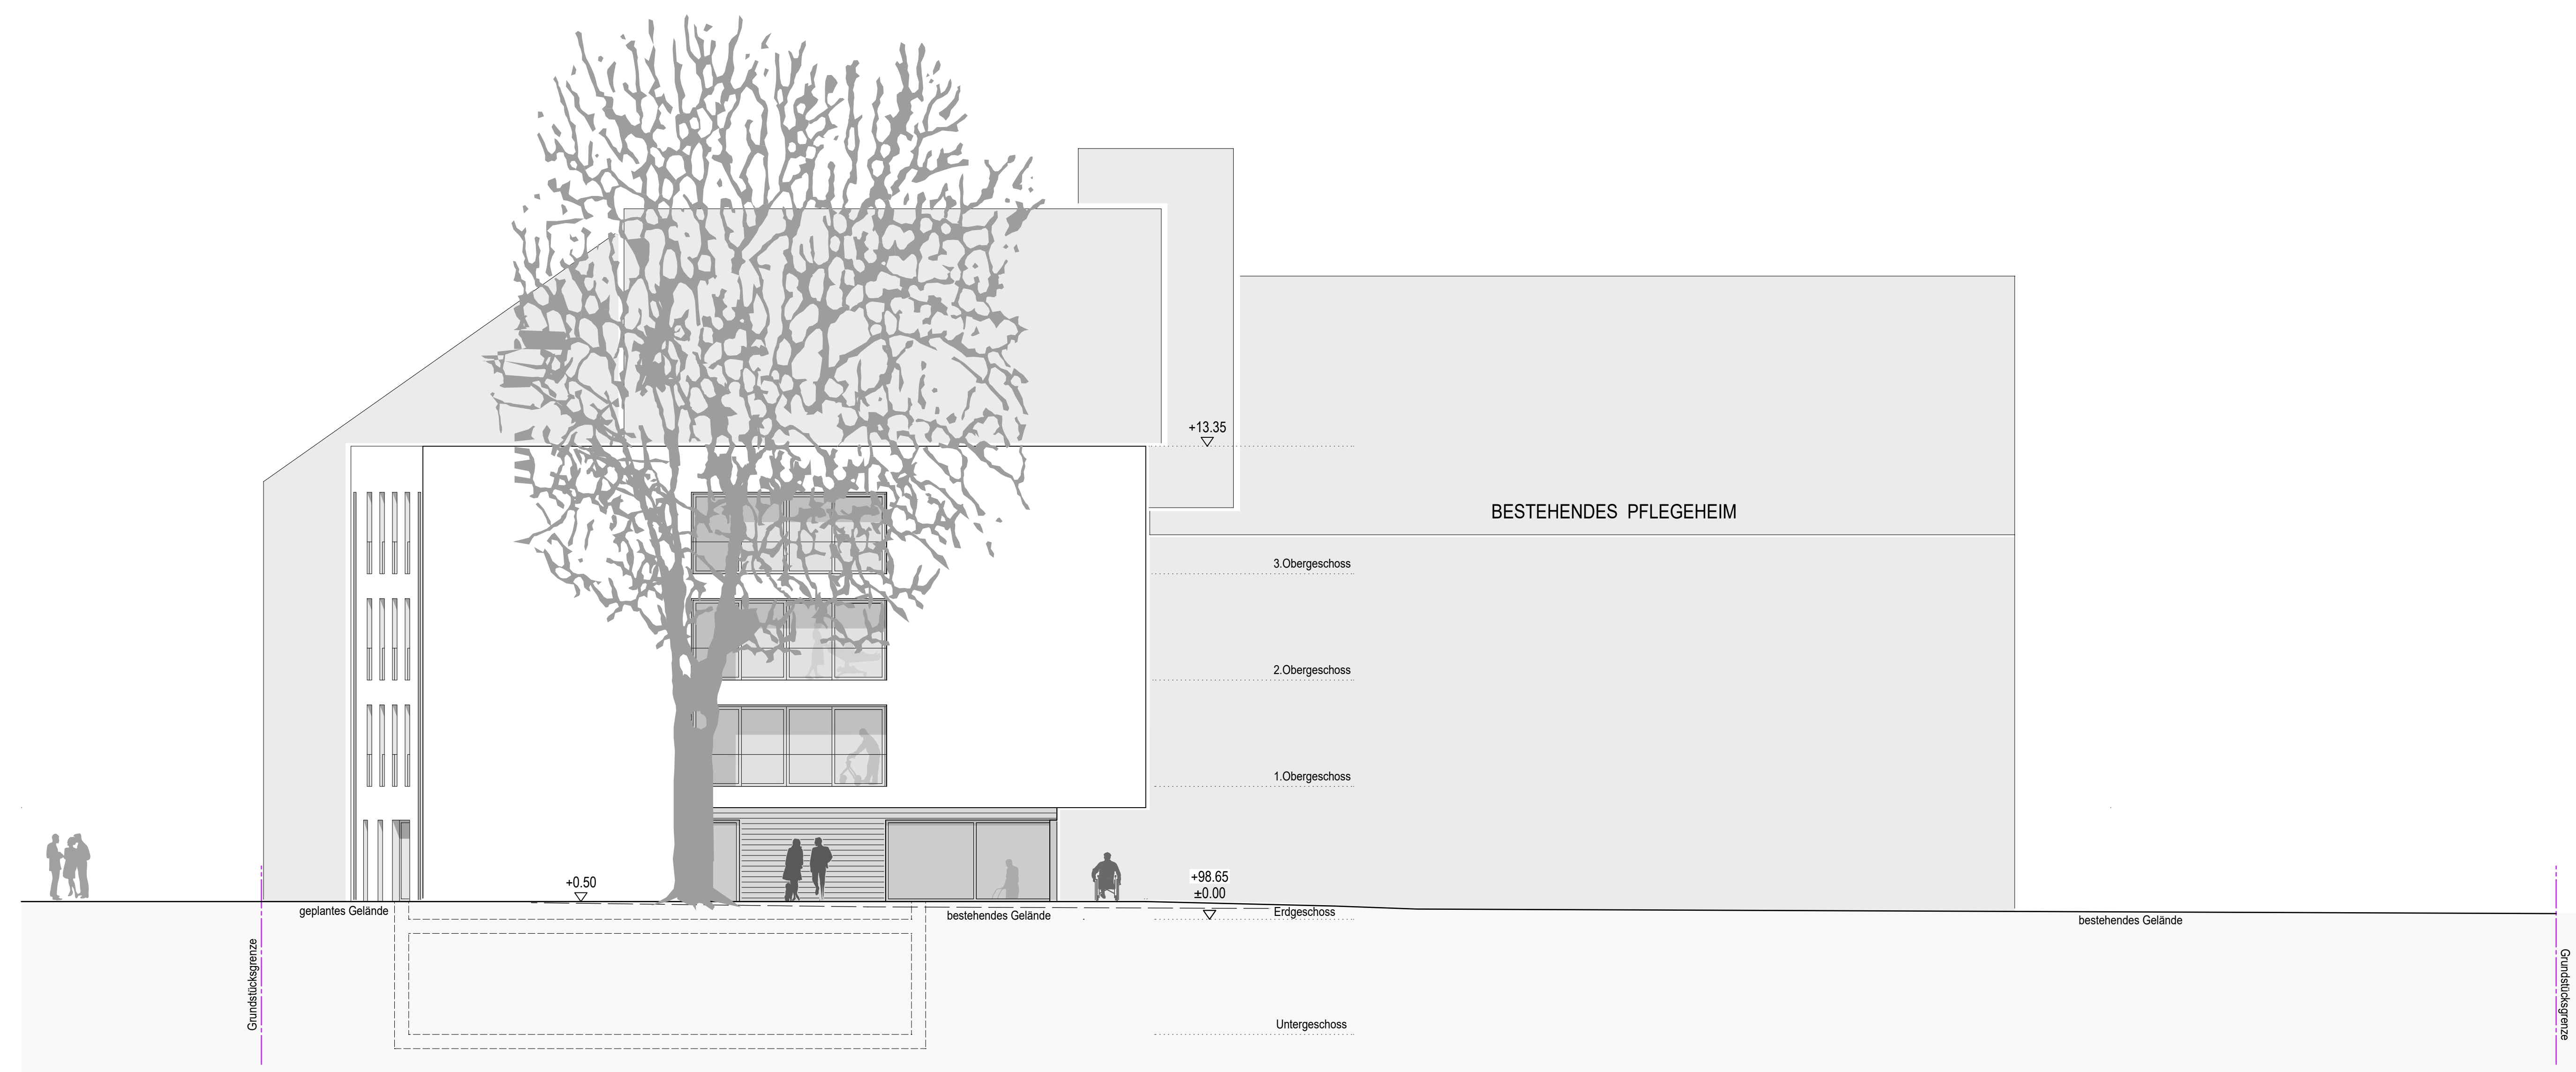 +13.35
BESTEHENDES PFLEGEHEIM
3.Obergeschoss
2.Obergeschoss
1.Obergeschoss
+0.50
+98.65
±0.00
geplantes Gelände
bestehendes Gelände
Erdgeschoss
bestehendes Gelände
Grundstücksgrenze
Grundstücksgrenze
Untergeschoss